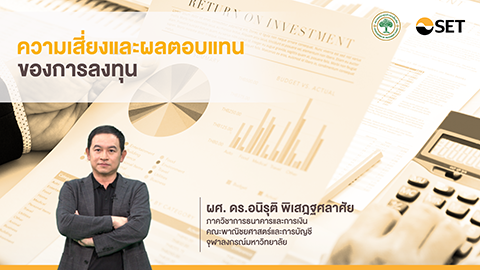 ความเสี่ยงและผลตอบแทน
ของการลงทุน
RETURN ON INVESTMENT
SET
ผศ. ดร.อนิรุติ พิเสฎฐศลาศัย
ภาควิชาการธนาคารและการเงิน
คณะพาณิชยศาสตร์และการบัญชี
จุฬาลงกรณ์มหาวิทยาลัย